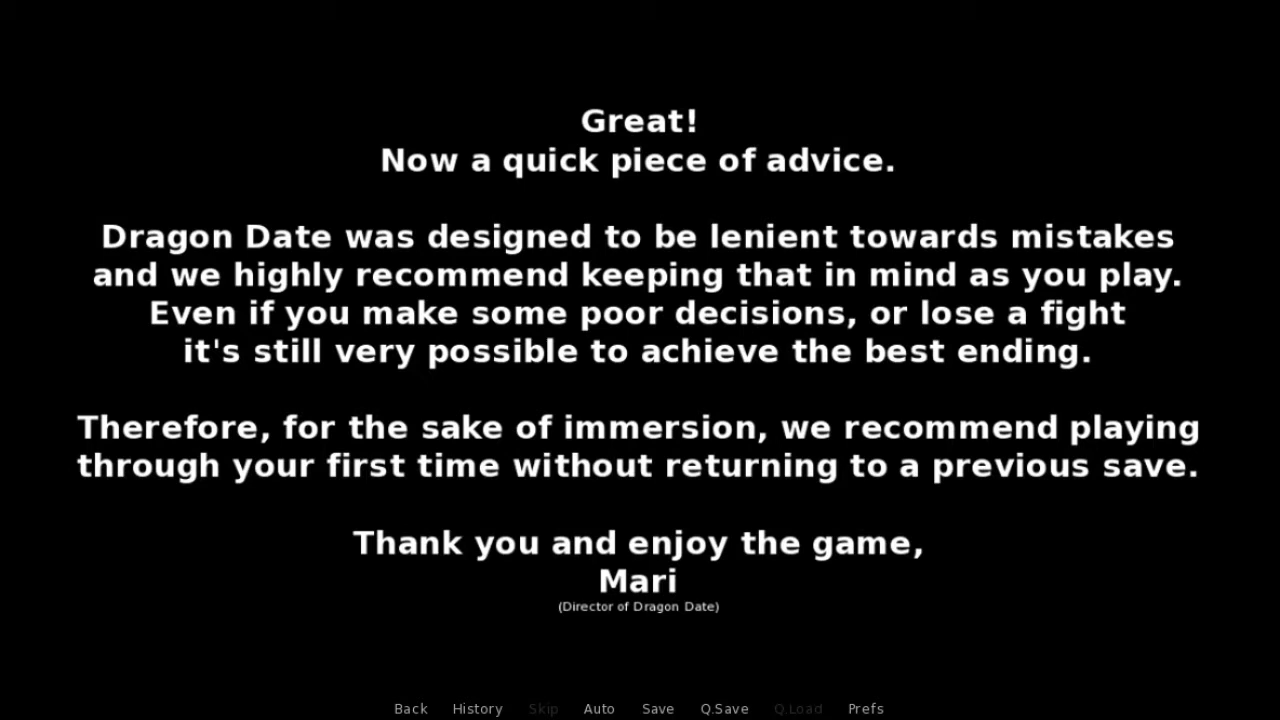 Great!
Now a quick piece of advice.
Dragon Date was designed to be lenient towards mistakes
and we highly recommend keeping that in mind as you play.
Even if you make some poor decisions, or lose a fight
it's still very possible to achieve the best ending.
Therefore, for the sake of immersion, we recommend playing
through your first time without returning to a previous save.
Thank you and enjoy the game,
Mari
(Director of Dragon Date)
Back History Skip Auto Save Q.Save Q.Load Prefs